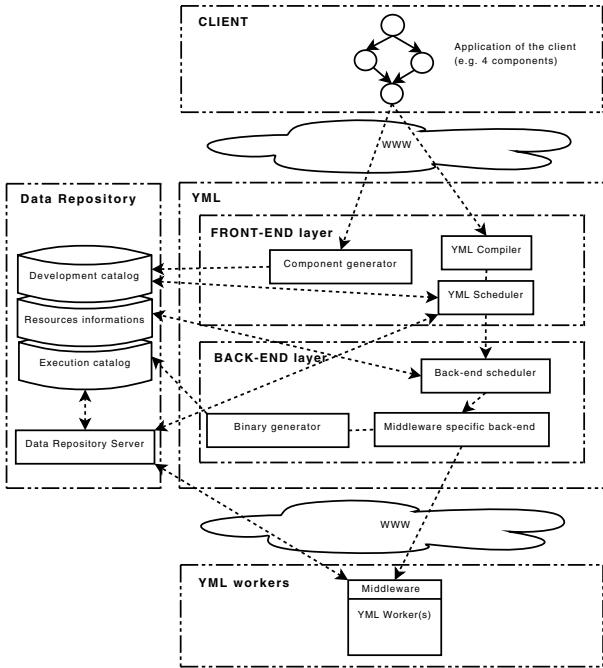 CLIENT
Application of the client
(e.g. 4 components)
www
Data Repository
YML
FRONT-END layer
Development catalog
Component generator
YML Compiler
YML Scheduler
Resources informations
BACK-END layer
Execution catalog
Back-end scheduler
Binary generator
Middleware specific back-end
Data Repository Server
www
YML workers
Middleware
YML Worker(s)